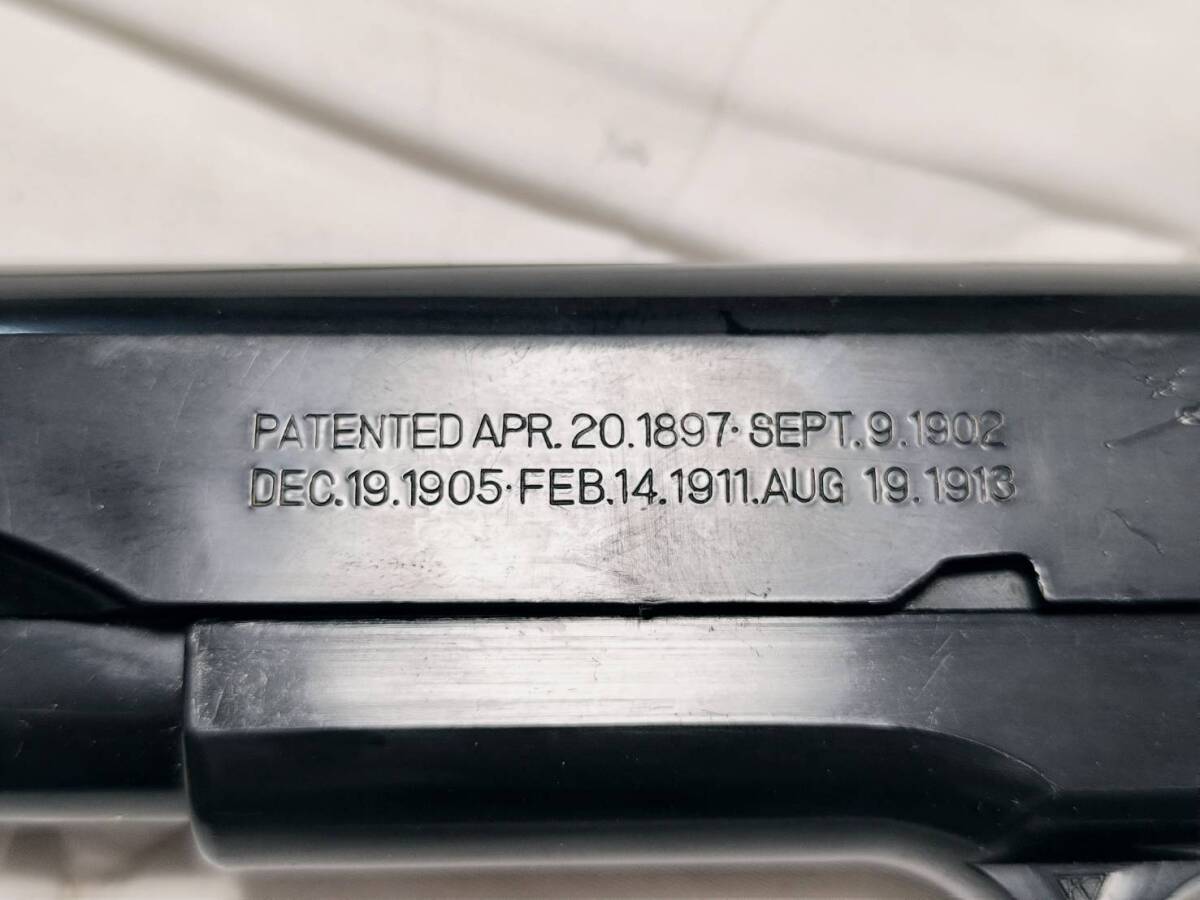 PATENTED APR. 20.1897· SEPT. 9.1902
DEC.19.1905·FEB.14.1911.AUG 19.1913